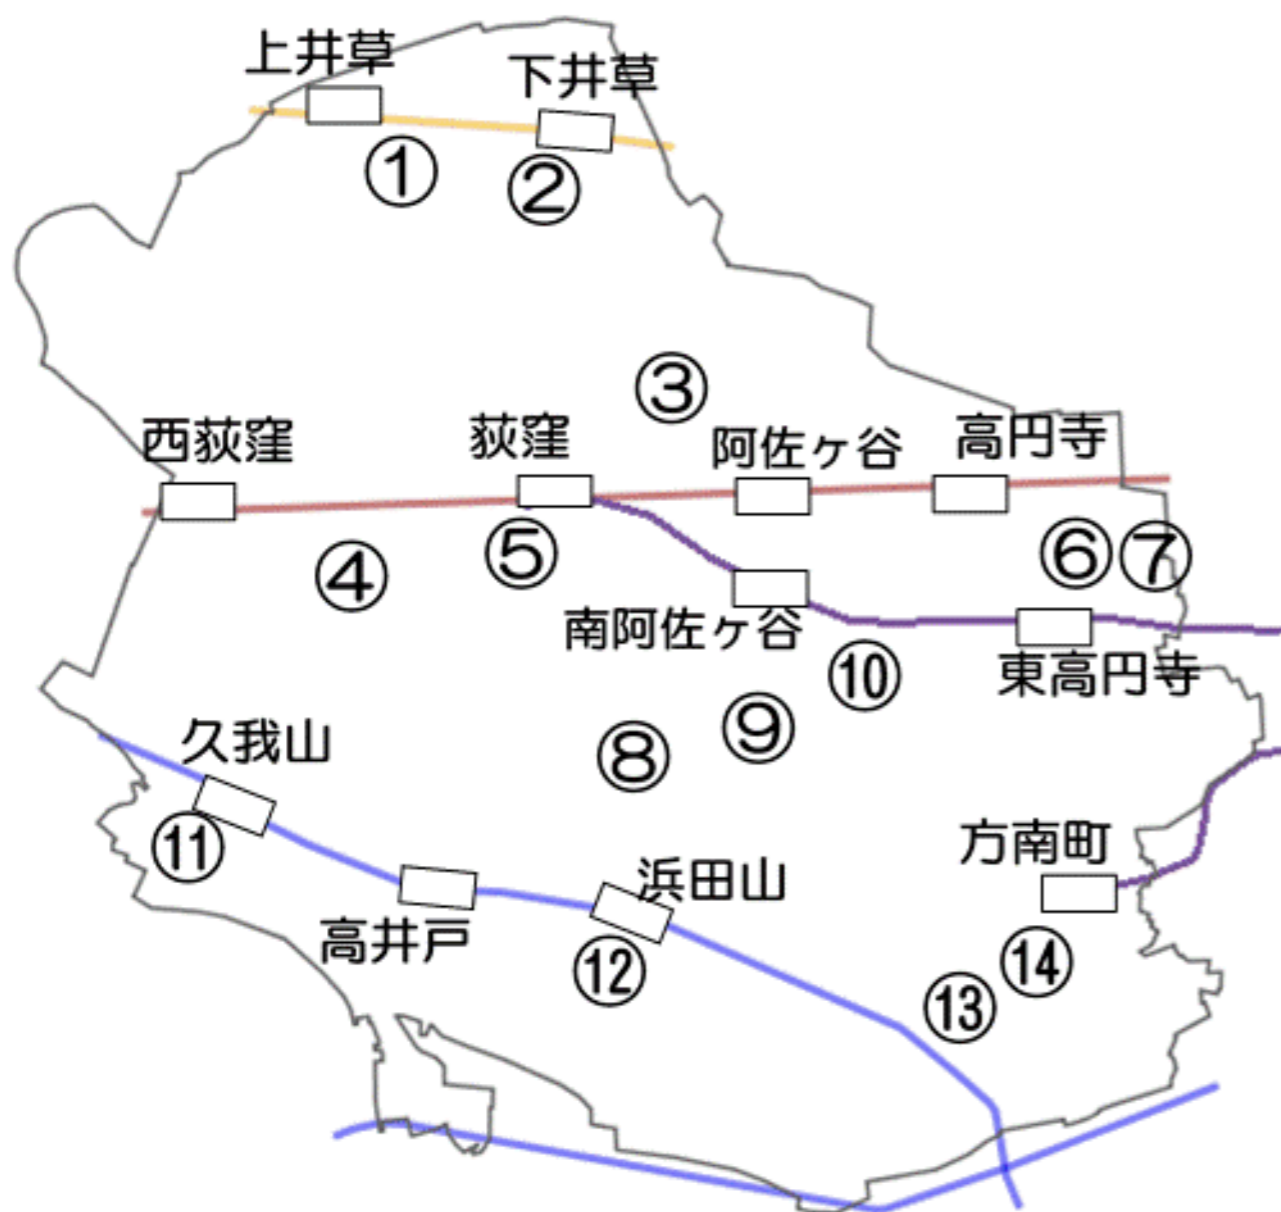 上井草
下井草
①
②
③
西荻窪
荻窪
阿佐ヶ谷
高円寺
④
⑤
⑥
⑦
南阿佐ヶ谷
⑩
東高円寺
久我山
⑧
⑨
⑪
方南町
浜田山
高井戸
⑫
⑭
⑬